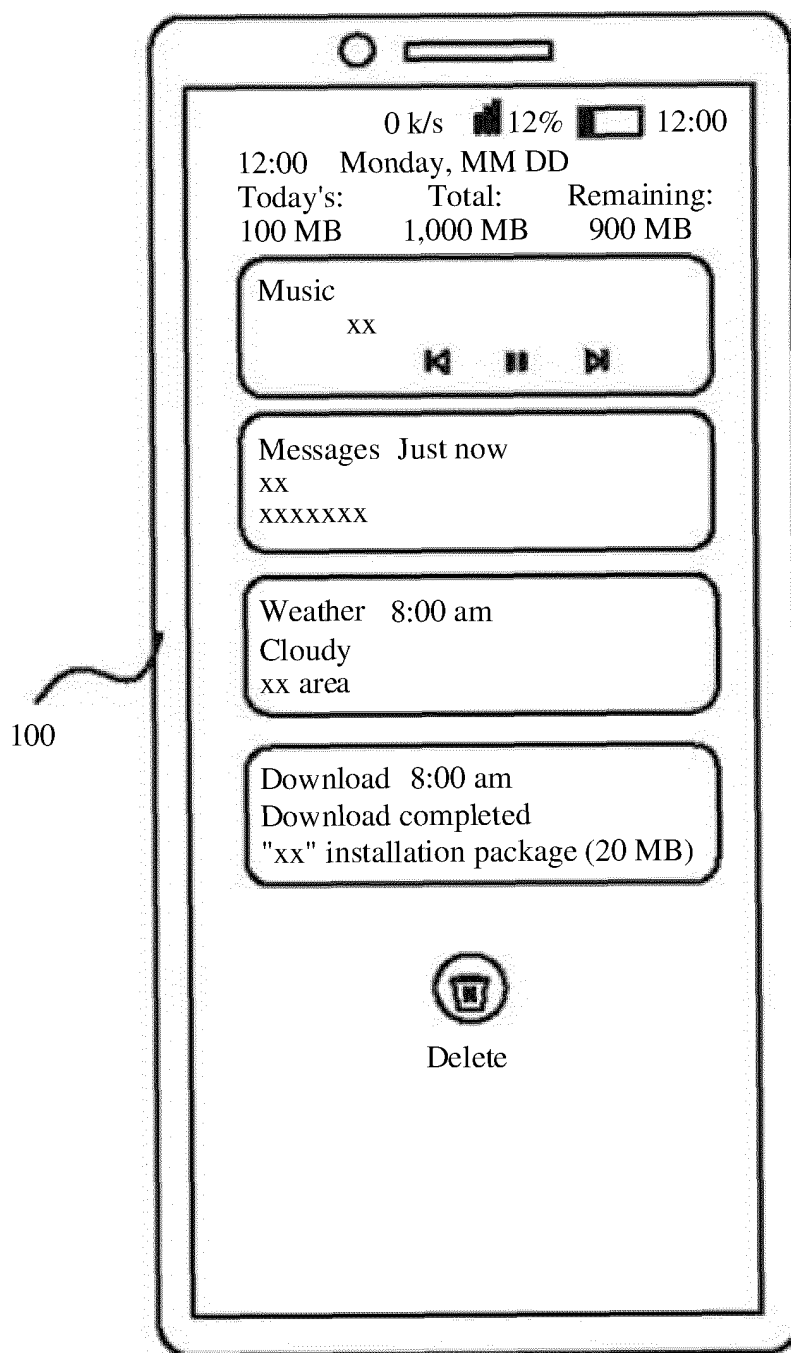 0 k/s 12% 12:00
12:00 Monday, MM DD
Today's: Total: Remaining:
100 MB 1,000 MB 900 MB
Music
xx
Messages Just now
xx
xxxxxxx
Weather 8:00 am
Cloudy
xx area
100
Download 8:00 am
Download completed
"xx" installation package (20 MB)
Delete